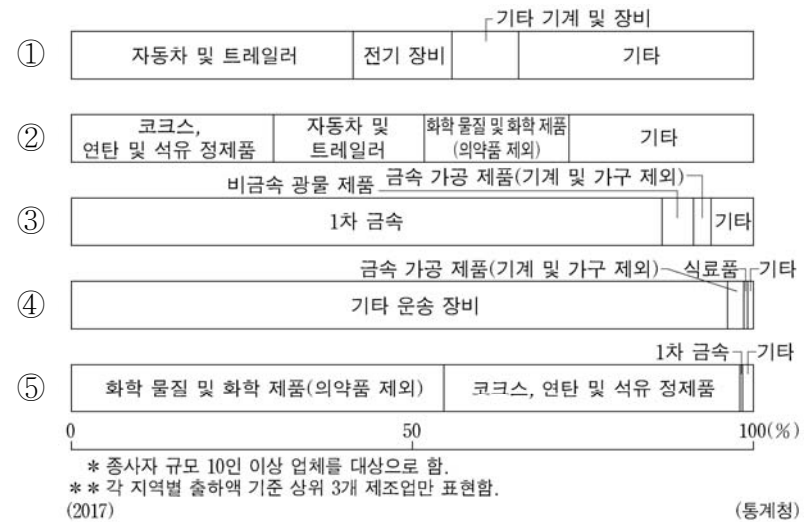 기타 기계 및 장비
① 자동차 및 트레일러 전기 장비 기타
② 코크스, 연탄 및 석유 정제품 자동차 및 트레일러 화학 물질 및 화학 제품 (의약품 제외) 기타
비금속 광물 제품 금속 가공 제품(기계 및 가구 제외)
③ 1차 금속 기타
금속 가공 제품(기계 및 가구 제외) 식료품 기타
④ 기타 운송 장비
1차 금속 기타
⑤ 화학 물질 및 화학 제품(의약품 제외) 코크스, 연탄 및 석유 정제품
0 50 100(%)
* 종사자 규모 10인 이상 업체를 대상으로 함.
** 각 지역별 출하액 기준 상위 3개 제조업만 표현함.
(2017) (통계청)